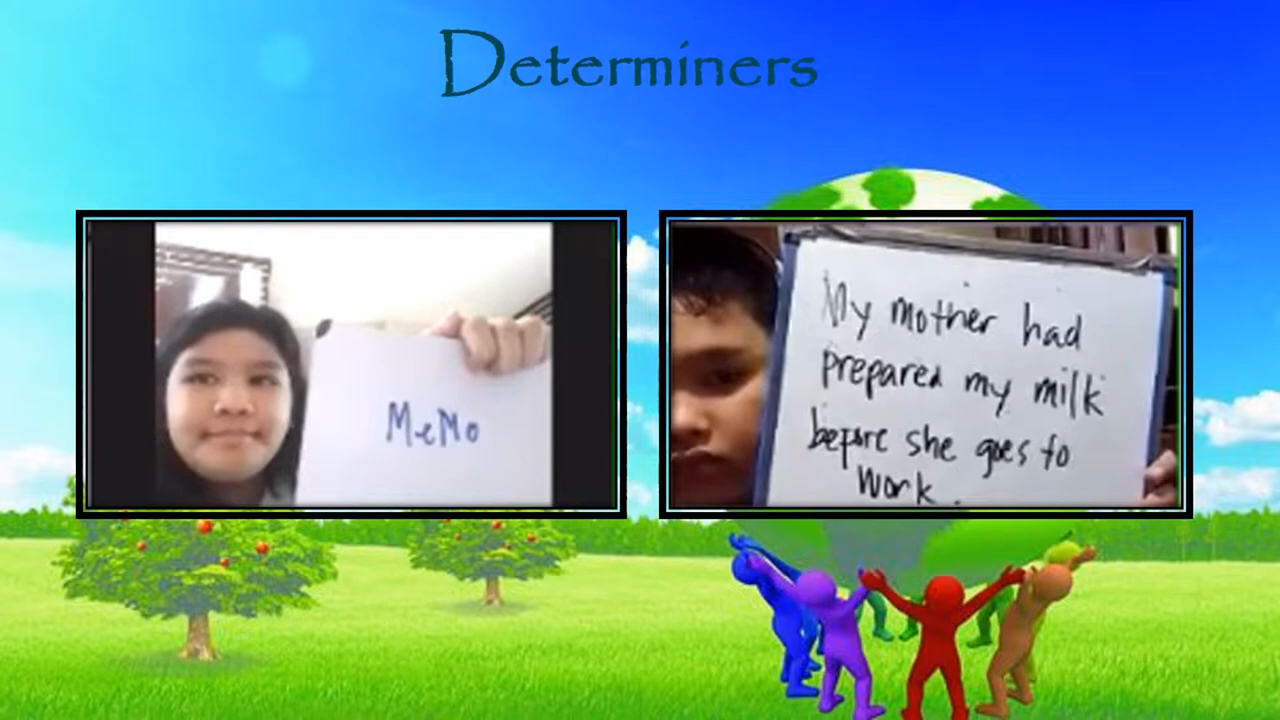 Determiners
MeMo
My mother had
prepared my milk
before she goes to
work.